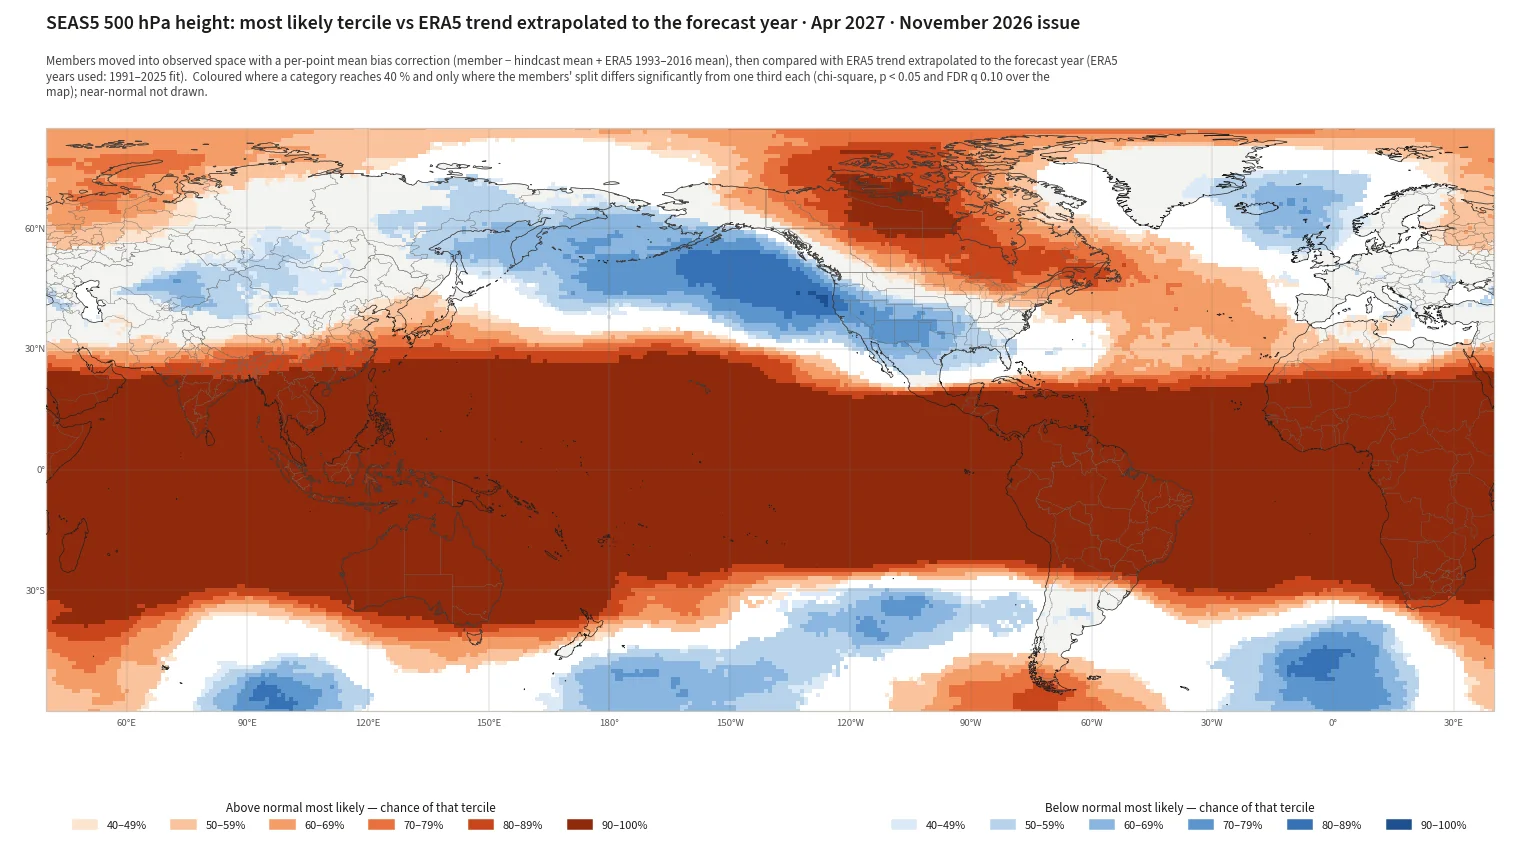 SEAS5 500 hPa height: most likely tercile vs ERA5 trend extrapolated to the forecast year · Apr 2027 · November 2026 issue
Members moved into observed space with a per-point mean bias correction (member − hindcast mean + ERA5 1993–2016 mean), then compared with ERA5 trend extrapolated to the forecast year (ERA5
years used: 1991–2025 fit). Coloured where a category reaches 40 % and only where the members' split differs significantly from one third each (chi-square, p < 0.05 and FDR q 0.10 over the
map); near-normal not drawn.
60°N
30°N
0°
30°S
60°E 90°E 120°E 150°E 180° 150°W 120°W 90°W 60°W 30°W 0° 30°E
Above normal most likely — chance of that tercile
40–49% 50–59% 60–69% 70–79% 80–89% 90–100%
Below normal most likely — chance of that tercile
40–49% 50–59% 60–69% 70–79% 80–89% 90–100%